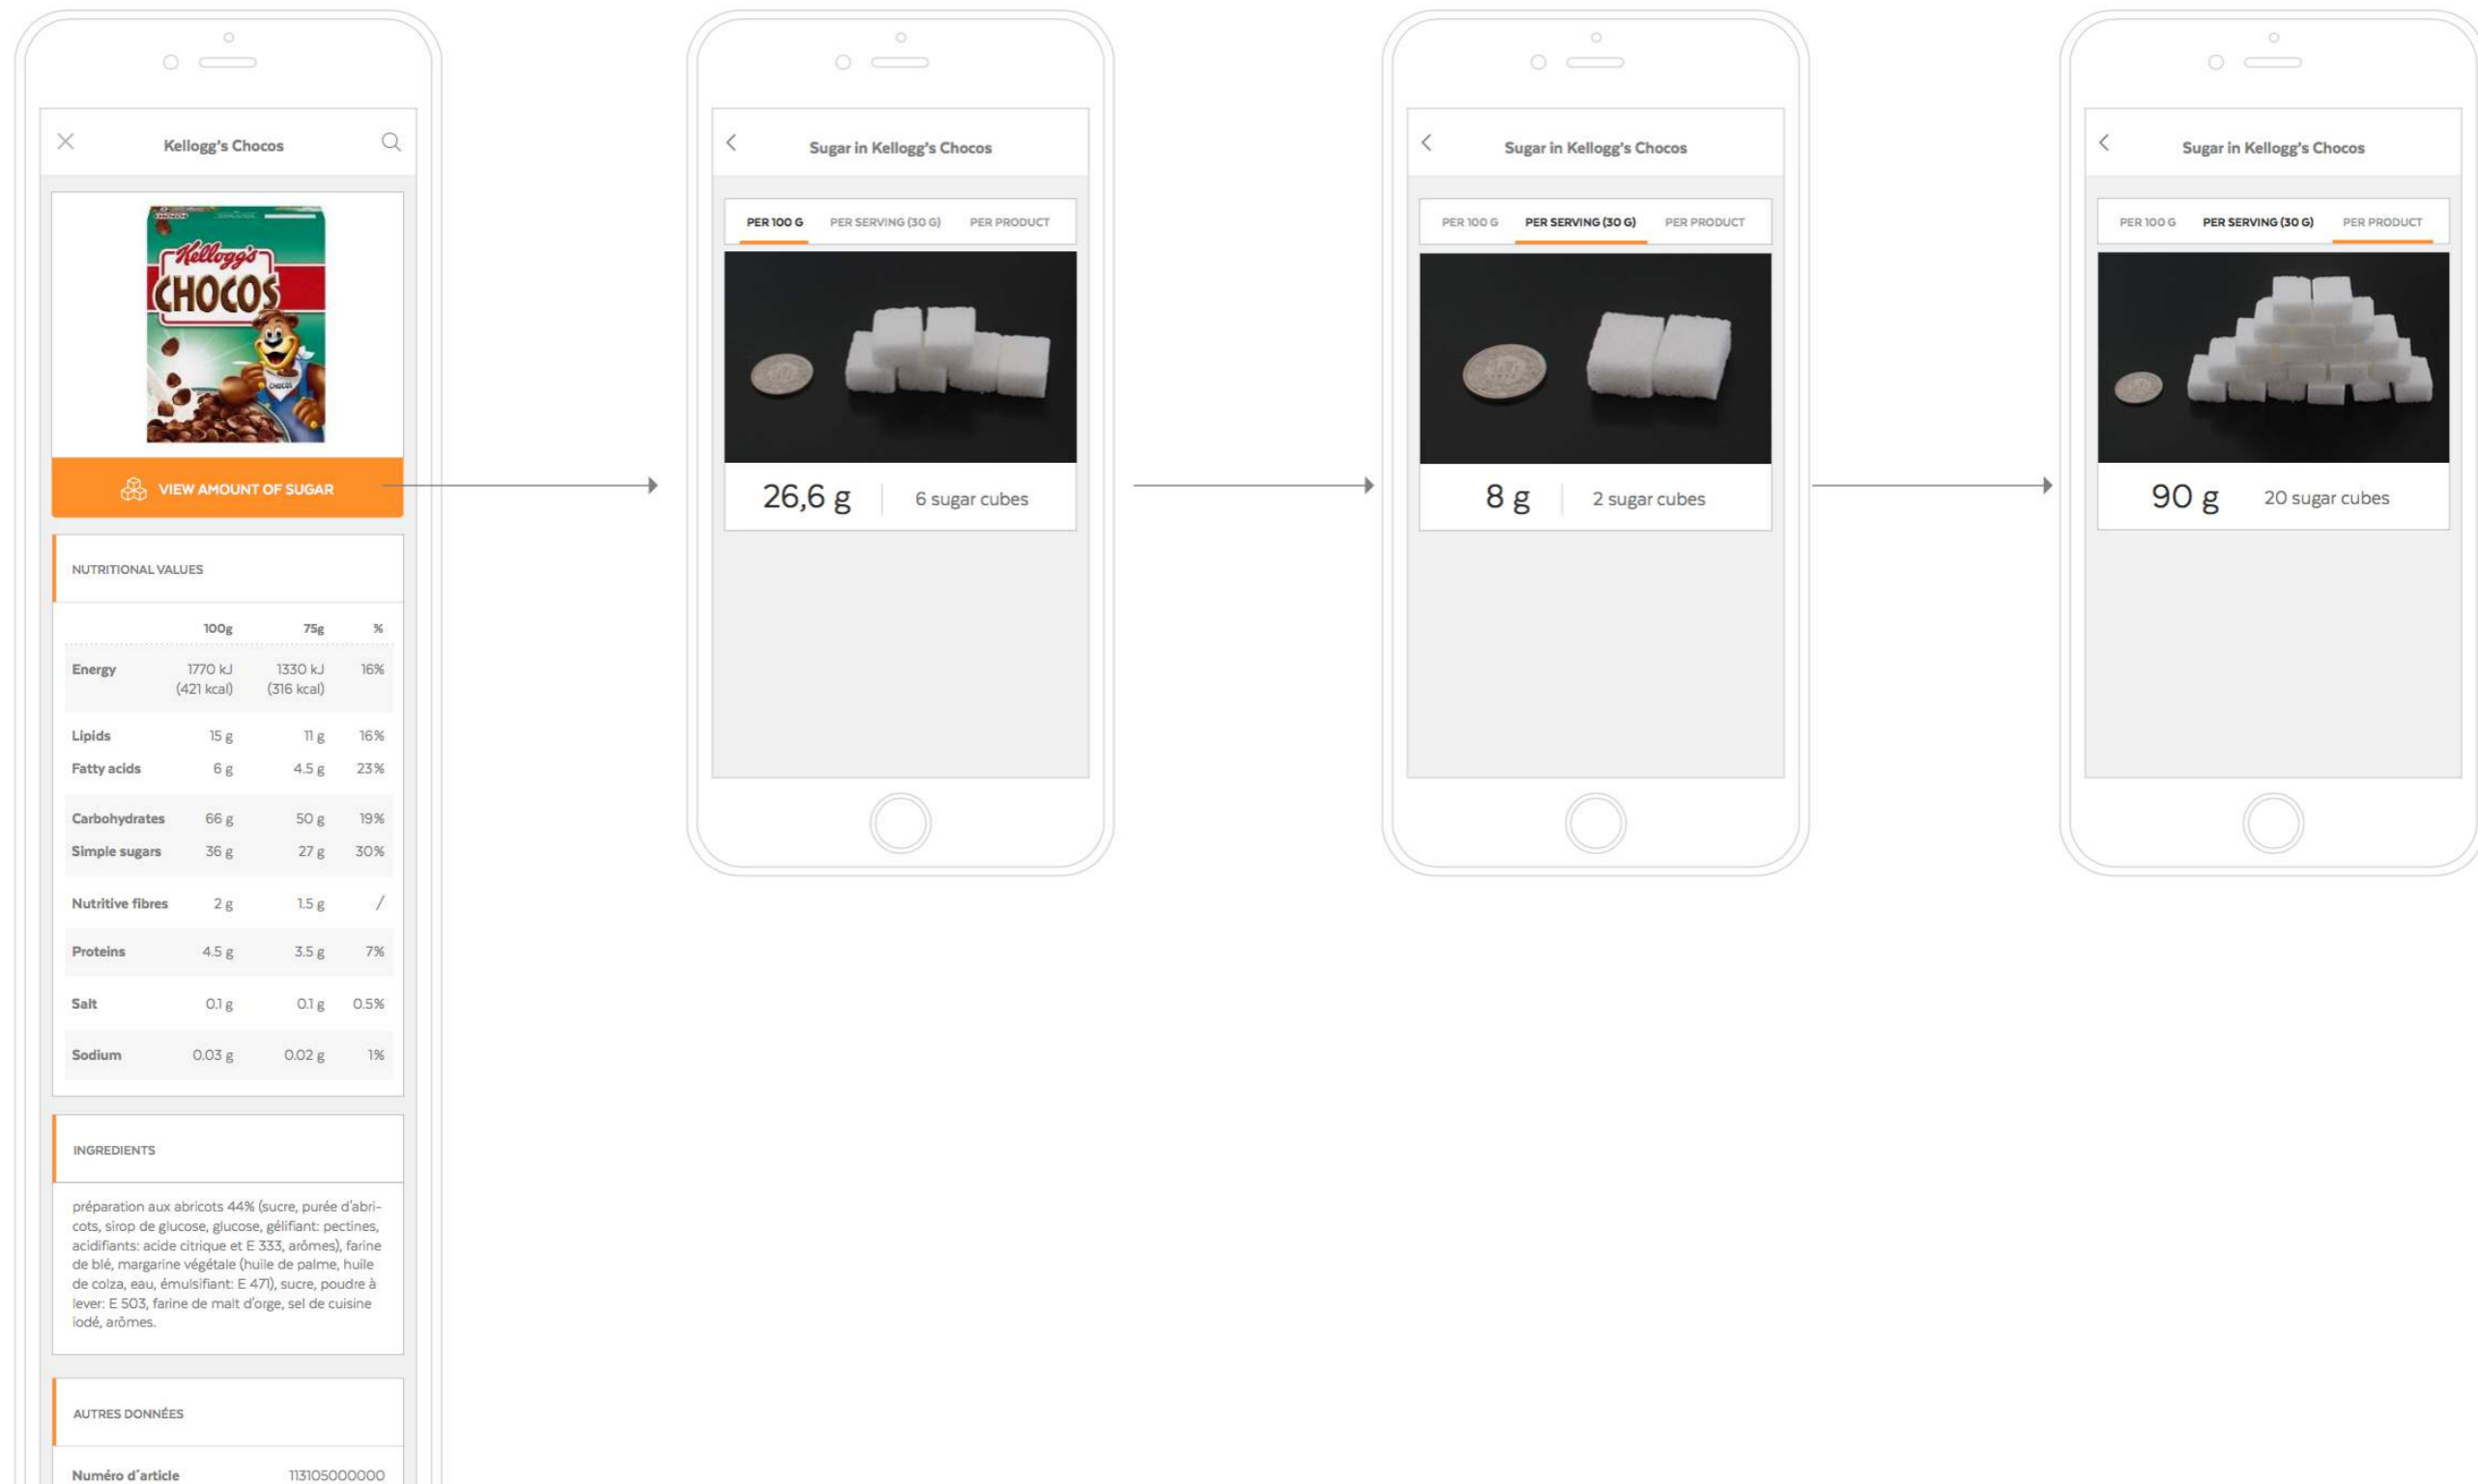 Kellogg's Chocos
Kellogg's
CHOCOS
CHOCOS
VIEW AMOUNT OF SUGAR
NUTRITIONAL VALUES
100g 75g %
Energy 1770 kJ 1330 kJ 16%
(421 kcal) (316 kcal)
Lipids 15 g 11 g 16%
Fatty acids 6 g 4.5 g 23%
Carbohydrates 66 g 50 g 19%
Simple sugars 36 g 27 g 30%
Nutritive fibres 2 g 1.5 g /
Proteins 4.5 g 3.5 g 7%
Salt 0.1 g 0.1 g 0.5%
Sodium 0.03 g 0.02 g 1%
INGREDIENTS
préparation aux abricots 44% (sucre, purée d'abri-
cots, sirop de glucose, glucose, gélifiant: pectines,
acidifiants: acide citrique et E 333, arômes), farine
de blé, margarine végétale (huile de palme, huile
de colza, eau, émulsifiant: E 471), sucre, poudre à
lever: E 503, farine de malt d'orge, sel de cuisine
iodé, arômes.
AUTRES DONNÉES
Numéro d'article 113105000000
Sugar in Kellogg's Chocos
PER 100 G PER SERVING (30 G) PER PRODUCT
26,6 g 6 sugar cubes
Sugar in Kellogg's Chocos
PER 100 G PER SERVING (30 G) PER PRODUCT
8 g 2 sugar cubes
Sugar in Kellogg's Chocos
PER 100 G PER SERVING (30 G) PER PRODUCT
90 g 20 sugar cubes